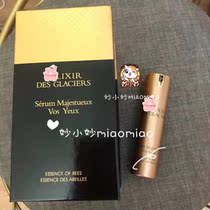 ELIXIR
DES GLACIERS
Sérum Majestueux
Vos Yeux
妙小妙miaomiao
妙小妙miaomiao
ESSENCE OF BEES
ESSENCE DES ABEILLES